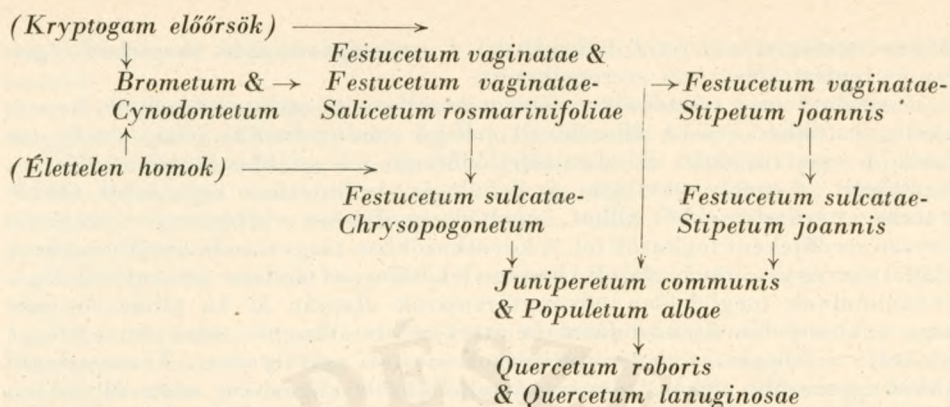 (Kryptogam előőrsök) →
Festucetum vaginatae &
Brometum & → Festucetum vaginatae- → Festucetum vaginatae-
Cynodontetum Salicetum rosmarinifoliae Stipetum joannis
(Élettelen homok) →
Festucetum sulcatae- Festucetum sulcatae-
Chrysopogonetum Stipetum joannis
Juniperetum communis
& Populetum albae
Quercetum roboris
& Quercetum lanuginosae